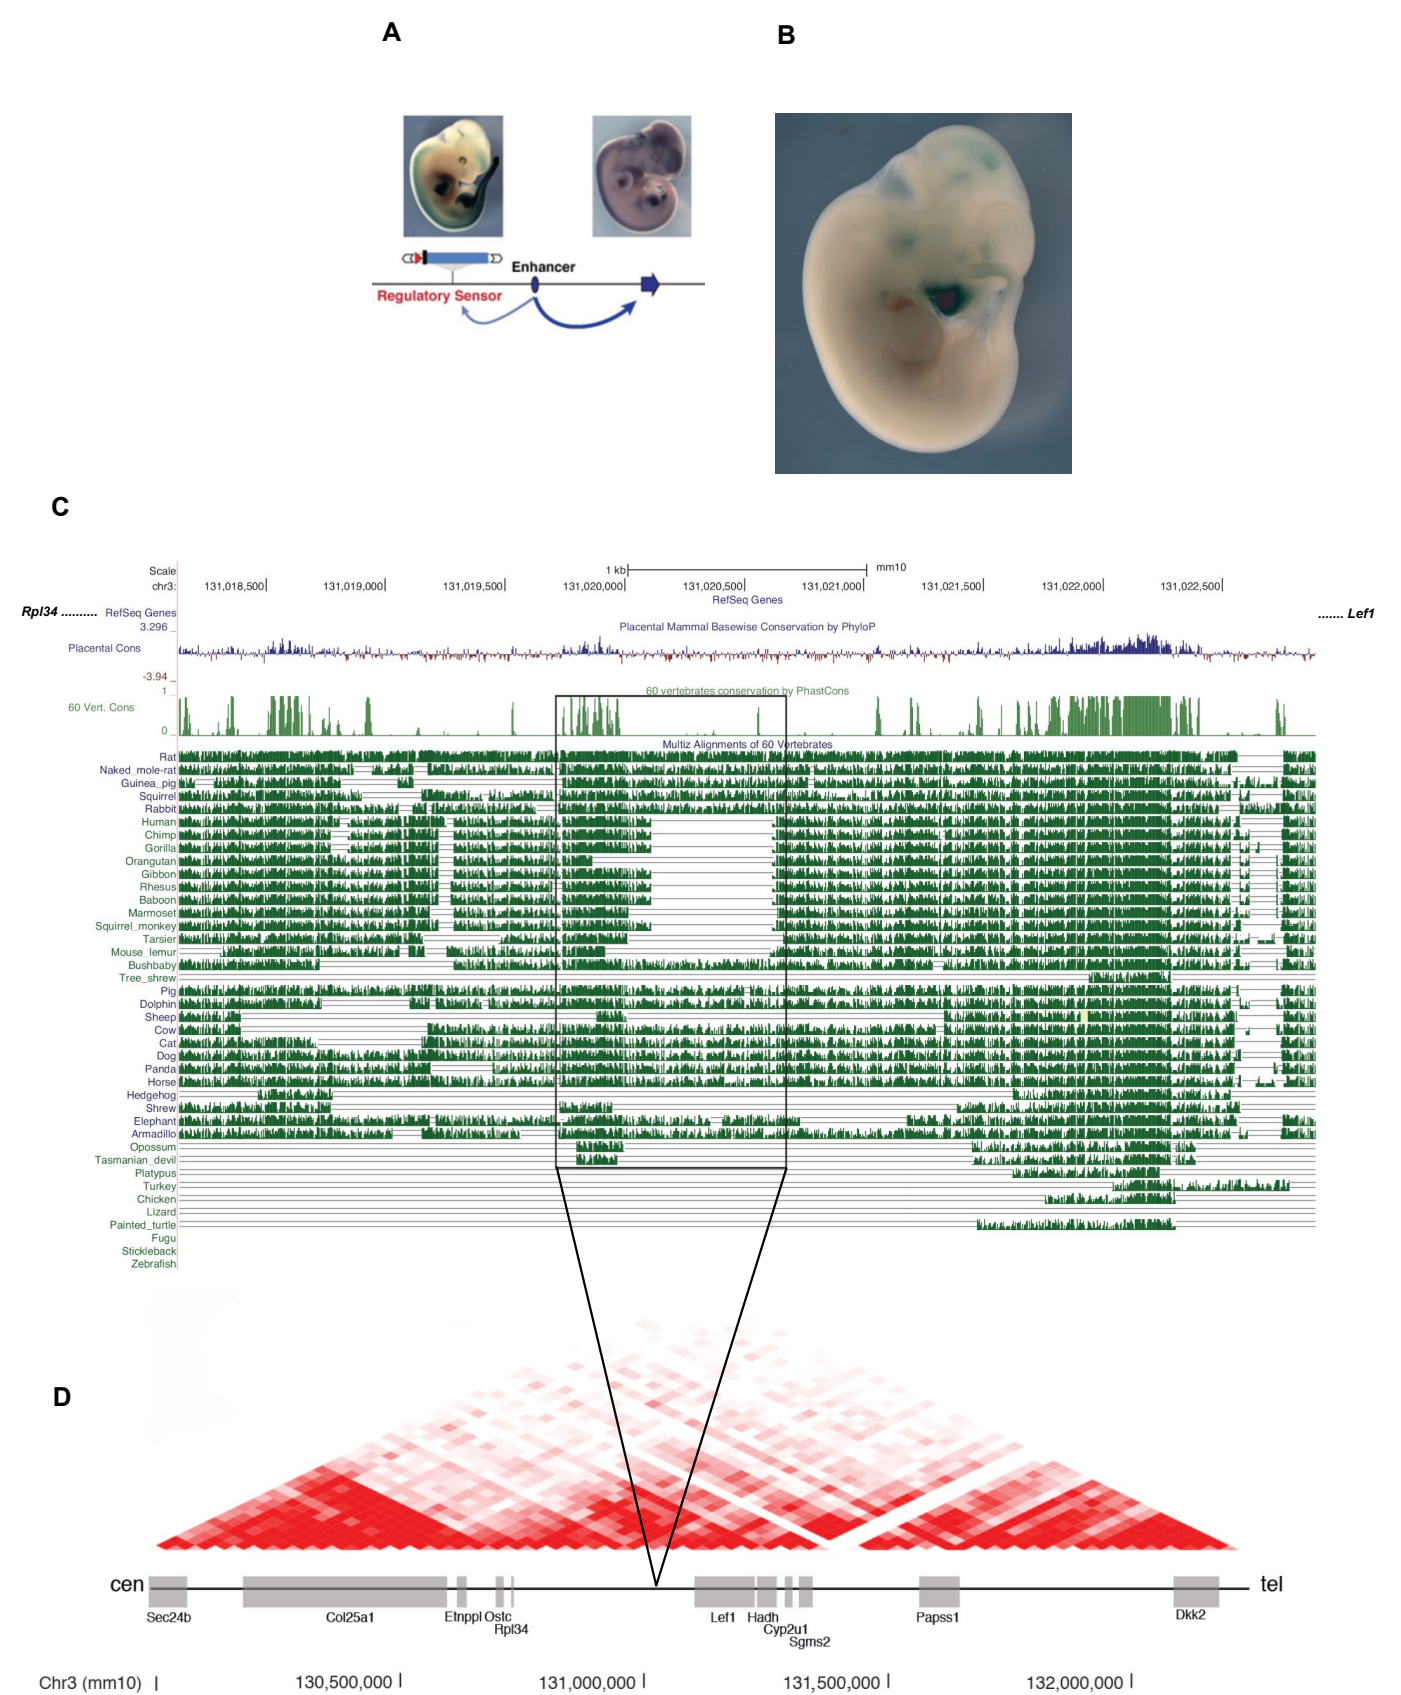 A
B
Enhancer
Regulatory Sensor
C
Scale
1 kb
mm10
chr3:
131,018,500
131,019,000
131,019,500
131,020,000
131,020,500
131,021,000
131,021,500
131,022,000
131,022,500
RefSeq Genes
Rpl34 ..........
RefSeq Genes
....... Lef1
3.296
Placental Mammal Basewise Conservation by PhyloP
Placental Cons
-3.94
60 vertebrates conservation by PhastCons
1
60 Vert. Cons
0
Multiz Alignments of 60 Vertebrates
Rat
Naked_mole-rat
Guinea_pig
Squirrel
Rabbit
Human
Chimp
Gorilla
Orangutan
Gibbon
Rhesus
Baboon
Marmoset
Squirrel_monkey
Tarsier
Mouse_lemur
Bushbaby
Tree_shrew
Pig
Dolphin
Sheep
Cow
Cat
Dog
Panda
Horse
Hedgehog
Shrew
Elephant
Armadillo
Opossum
Tasmanian_devil
Platypus
Turkey
Chicken
Lizard
Painted_turtle
Fugu
Stickleback
Zebrafish
D
cen
tel
Sec24b
Col25a1
Etnppl
Ostc
Rpl34
Lef1
Hadh
Cyp2u1
Sgms2
Papss1
Dkk2
Chr3 (mm10)
130,500,000
131,000,000
131,500,000
132,000,000